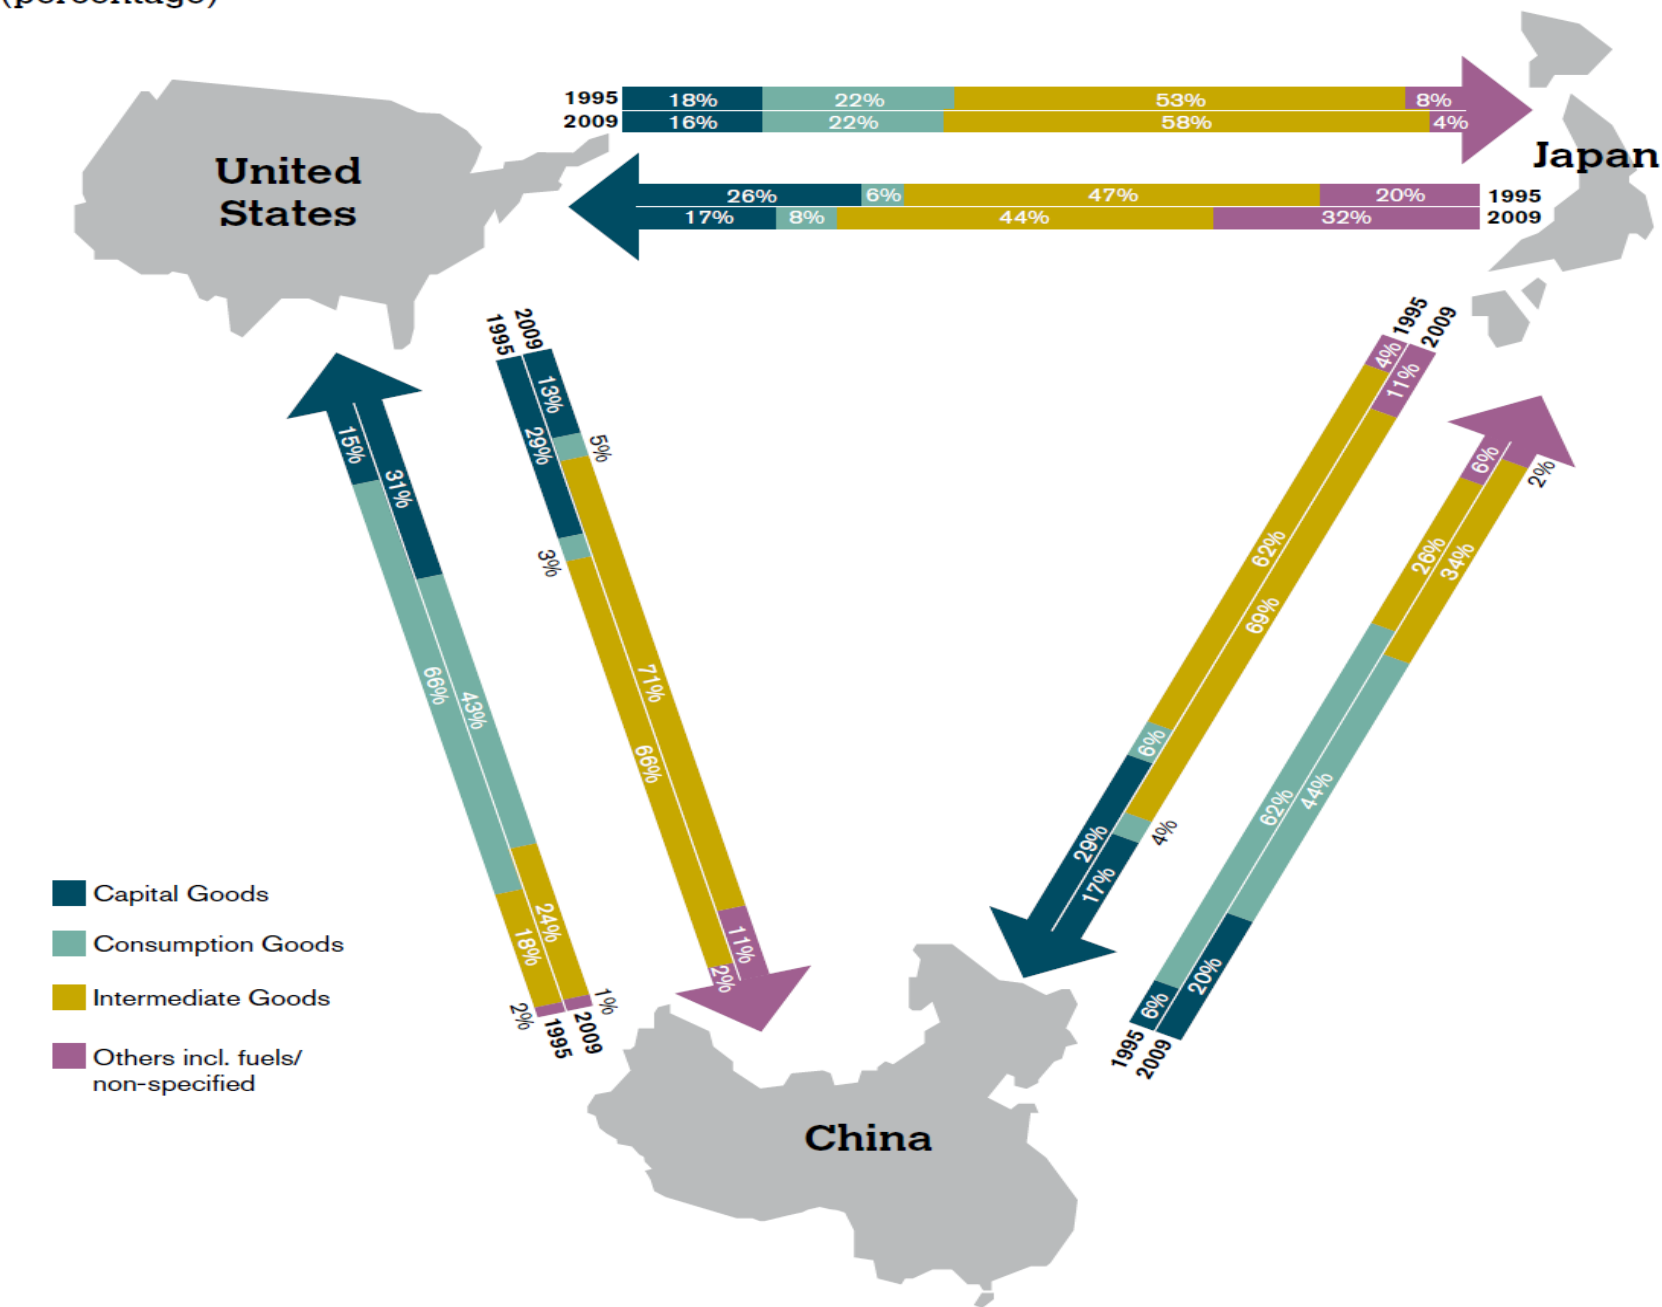 (percentage)
1995 18% 22% 53% 8%
2009 16% 22% 58% 4%
United
States
Japan
26% 6% 47% 20% 1995
17% 8% 44% 32% 2009
1995 29% 3% 66% 2%
2009 13% 5% 71% 11%
15% 66% 18% 2% 1995
31% 43% 24% 1% 2009
1995 4% 62% 6% 29%
2009 11% 69% 4% 17%
6% 26% 62% 6% 1995
2% 34% 44% 20% 2009
Capital Goods
Consumption Goods
Intermediate Goods
Others incl. fuels/
non-specified
China